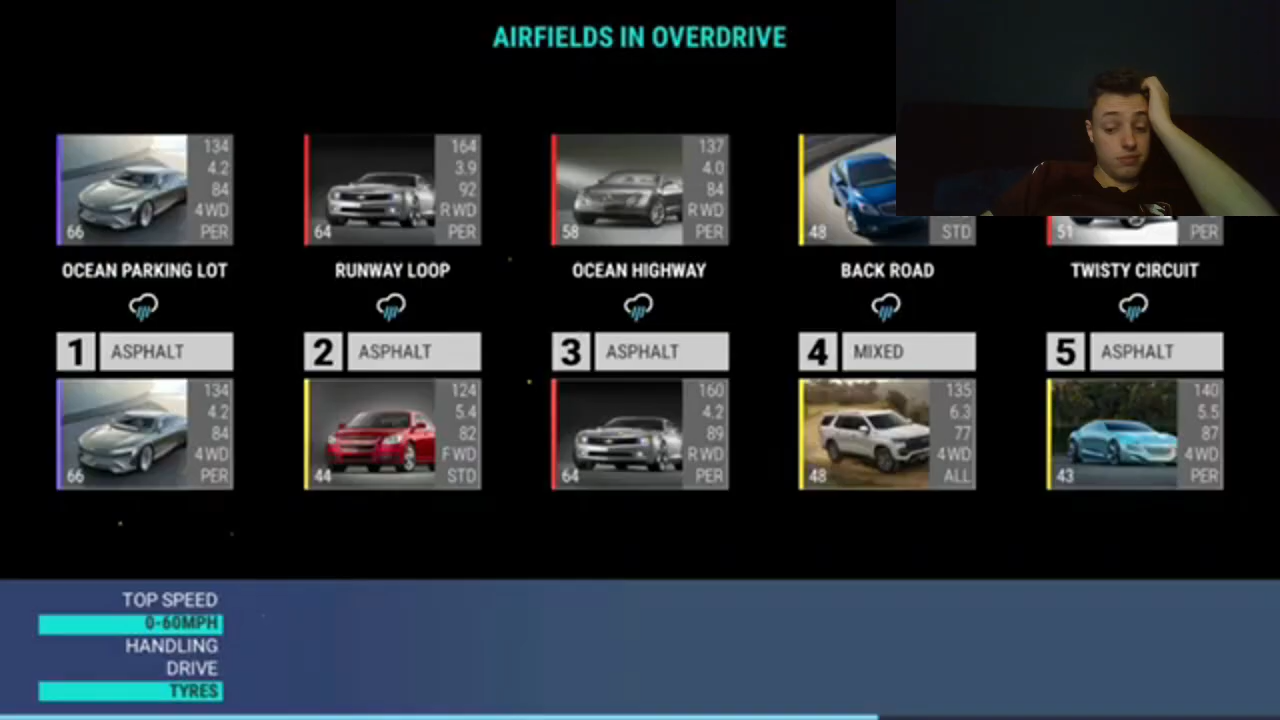 AIRFIELDS IN OVERDRIVE
134
4.2
84
4WD
66 PER
164
3.9
92
RWD
64 PER
137
4.0
84
RWD
58 PER
48 STD
51 PER
OCEAN PARKING LOT
RUNWAY LOOP
OCEAN HIGHWAY
BACK ROAD
TWISTY CIRCUIT
1 ASPHALT
2 ASPHALT
3 ASPHALT
4 MIXED
5 ASPHALT
134
4.2
84
4WD
66 PER
124
5.4
82
FWD
44 STD
160
4.2
89
RWD
64 PER
135
6.3
77
4WD
48 ALL
140
5.5
87
4WD
43 PER
TOP SPEED
0-60MPH
HANDLING
DRIVE
TYRES